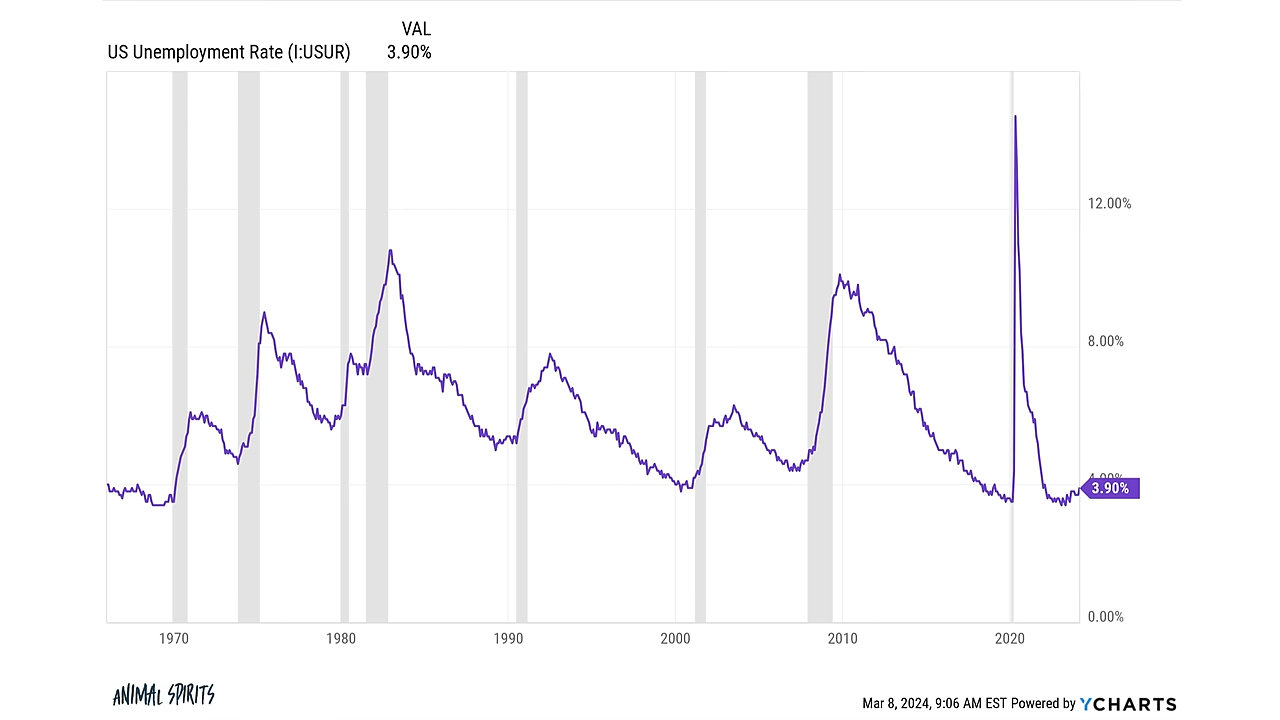 VAL
US Unemployment Rate (I:USUR) 3.90%
12.00%
8.00%
4.00%
3.90%
0.00%
1970 1980 1990 2000 2010 2020
ANIMAL SPIRITS
Mar 8, 2024, 9:06 AM EST Powered by YCHARTS